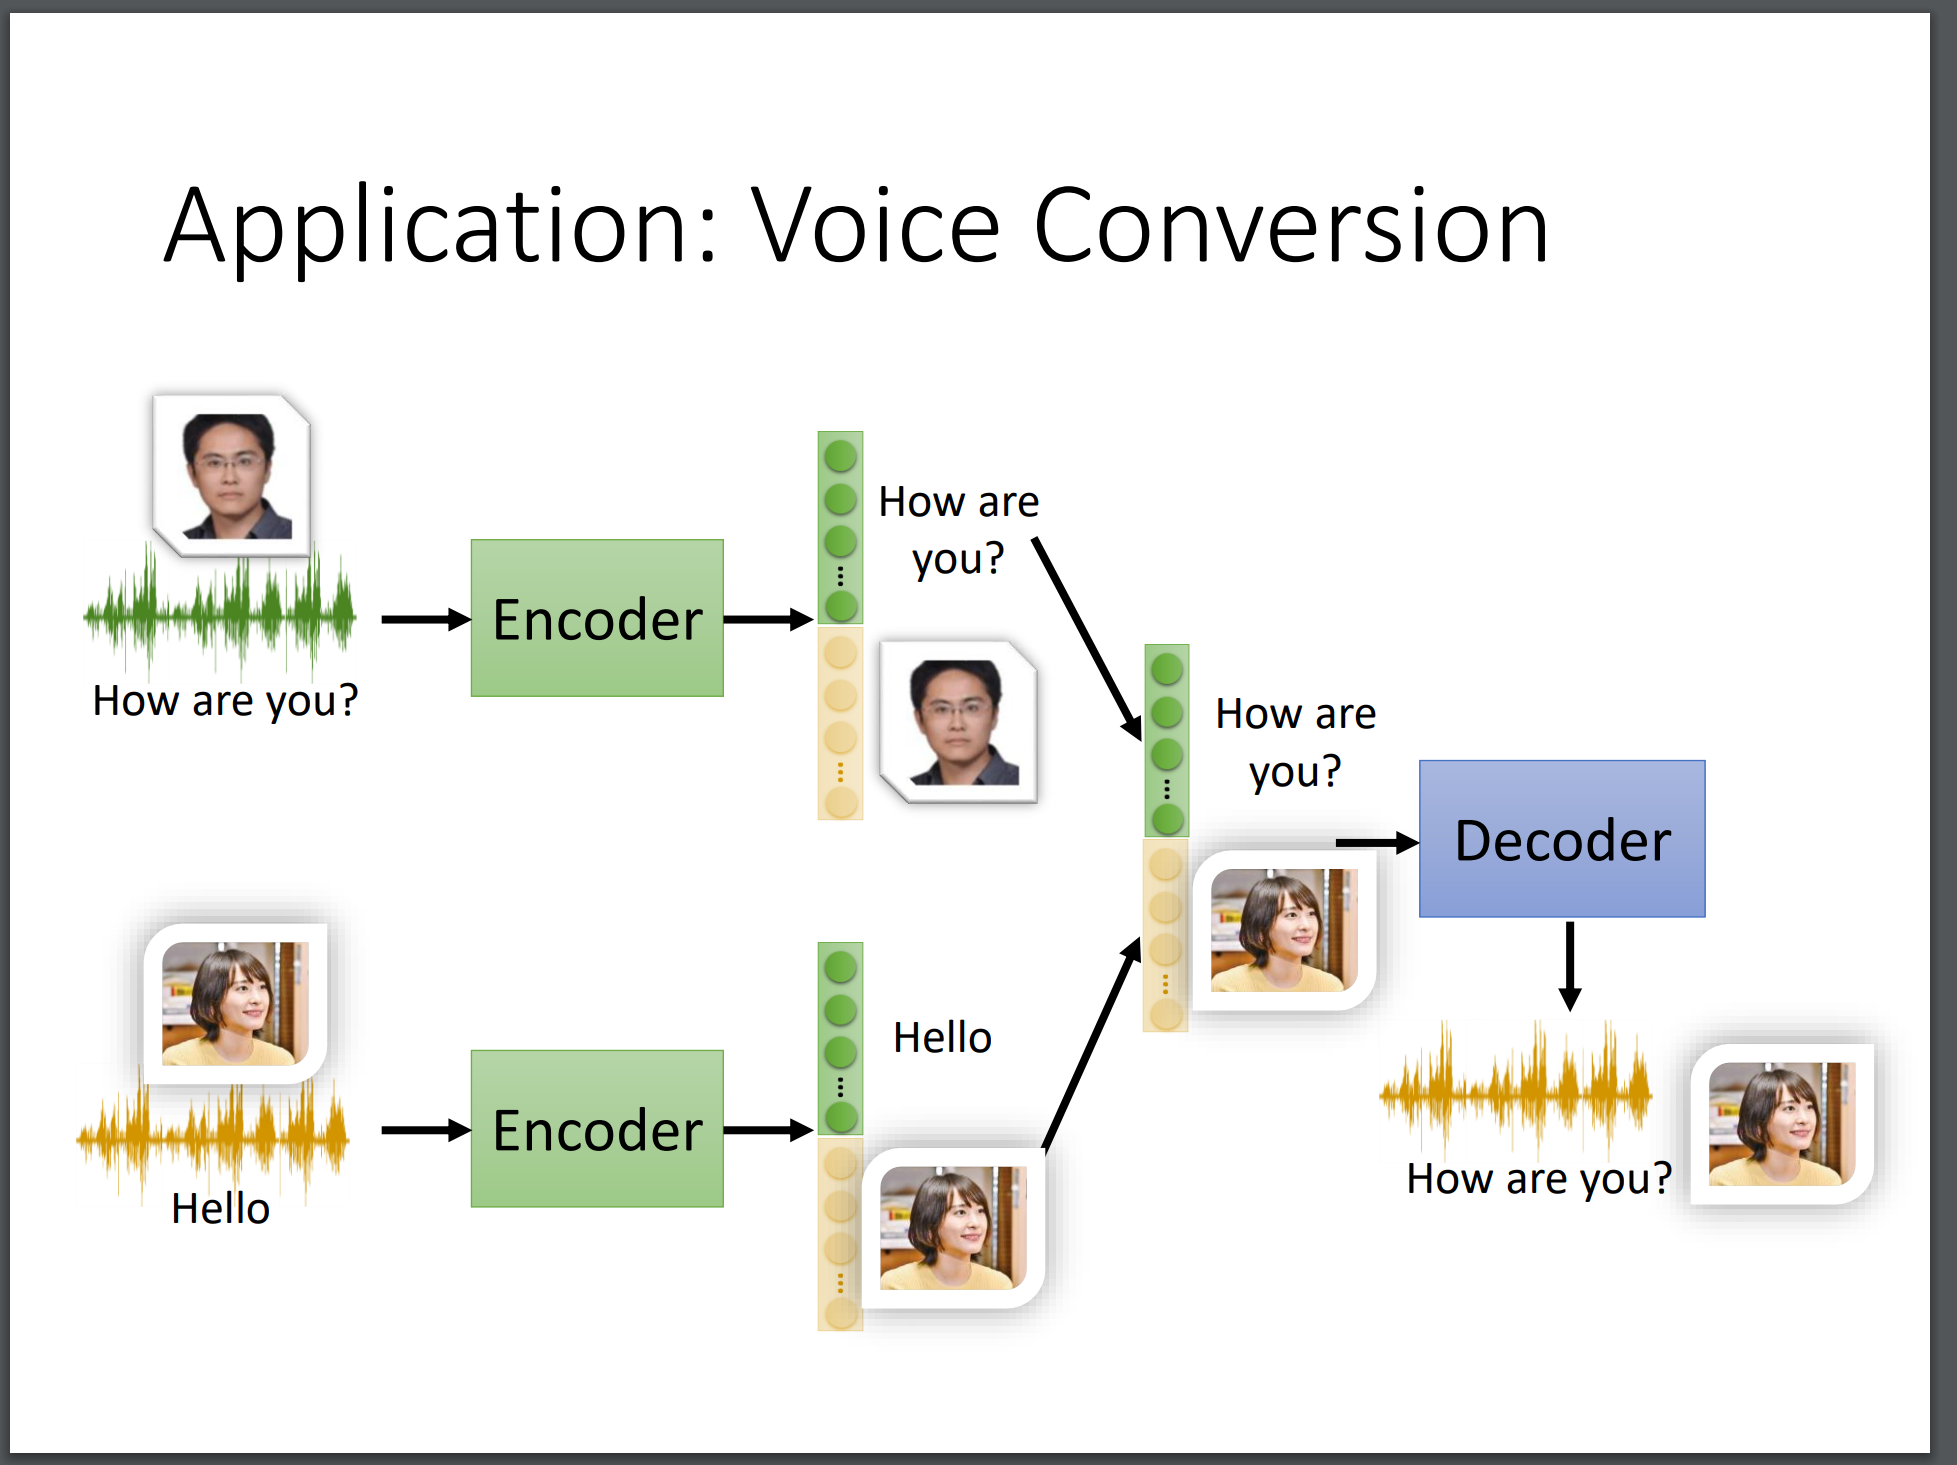 Application: Voice Conversion
How are you?
Encoder
How are
you?
How are
you?
Decoder
How are you?
Hello
Encoder
Hello